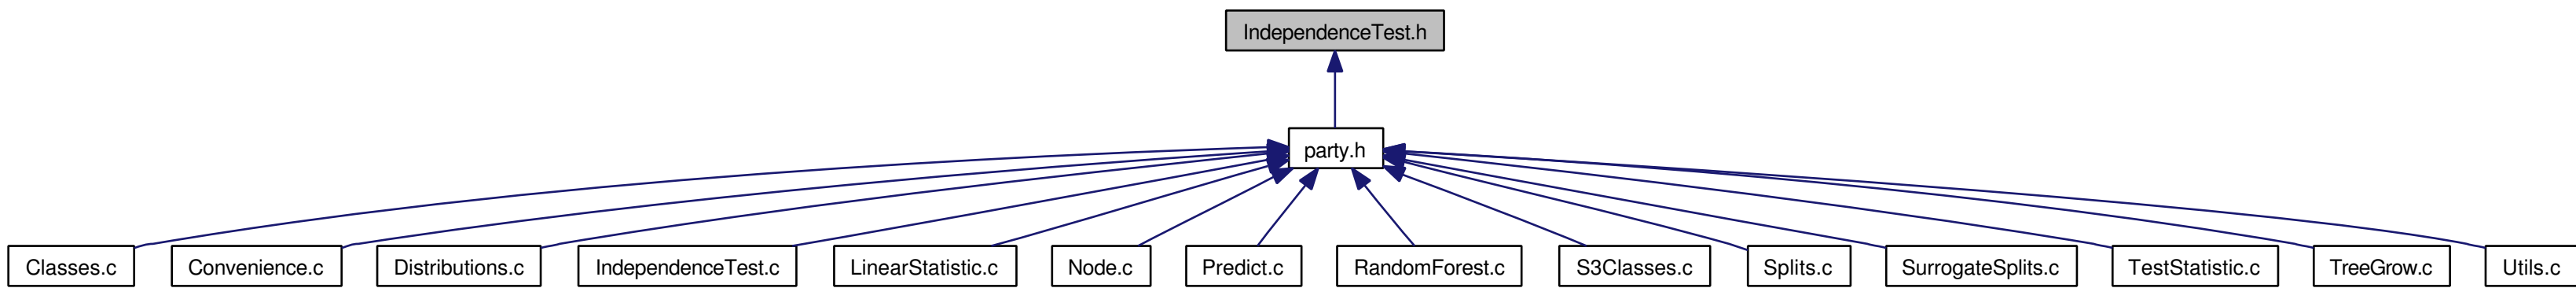 IndependenceTest.h
party.h
Classes.c
Convenience.c
Distributions.c
IndependenceTest.c
LinearStatistic.c
Node.c
Predict.c
RandomForest.c
S3Classes.c
Splits.c
SurrogateSplits.c
TestStatistic.c
TreeGrow.c
Utils.c